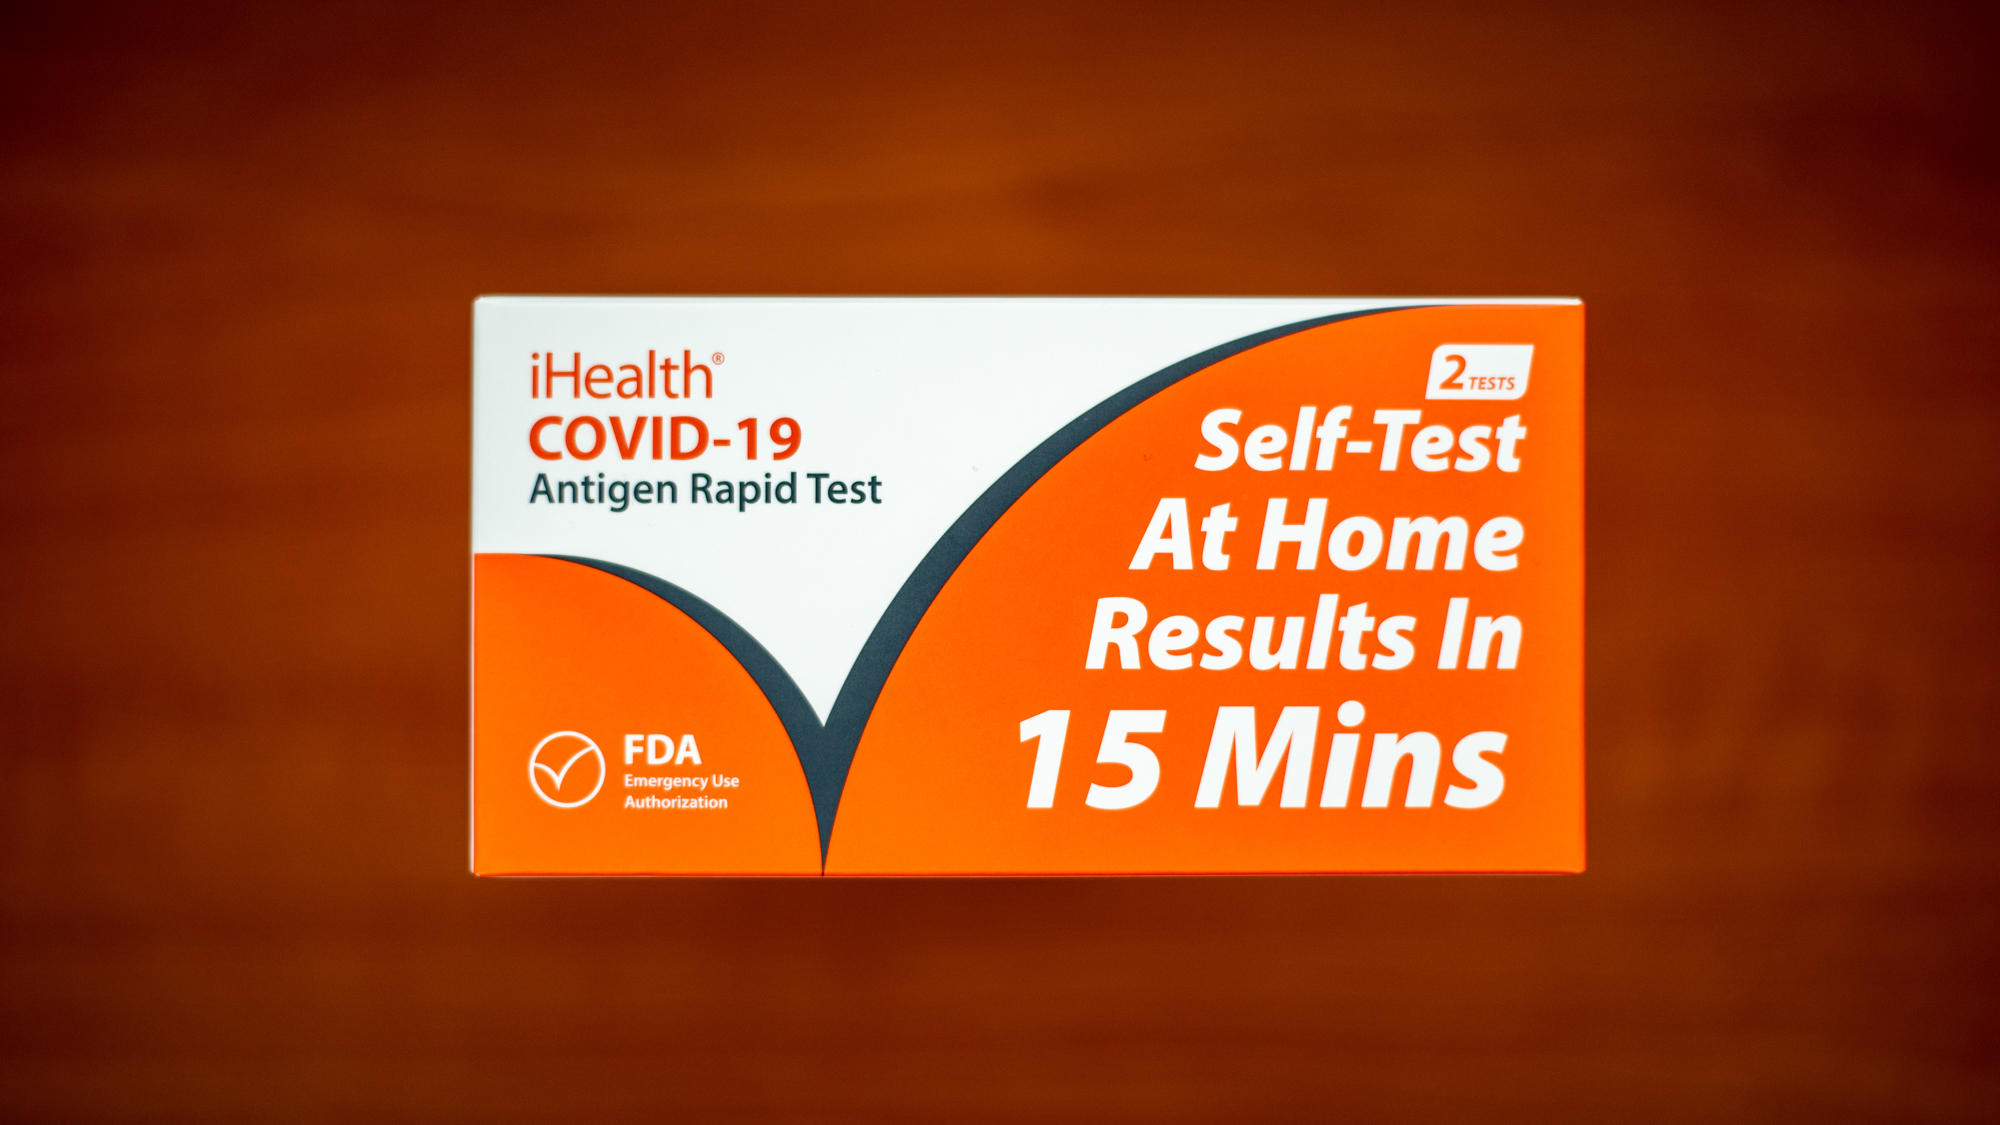 iHealth®
COVID-19
Antigen Rapid Test
FDA
Emergency Use
Authorization
2 TESTS
Self-Test
At Home
Results In
15 Mins